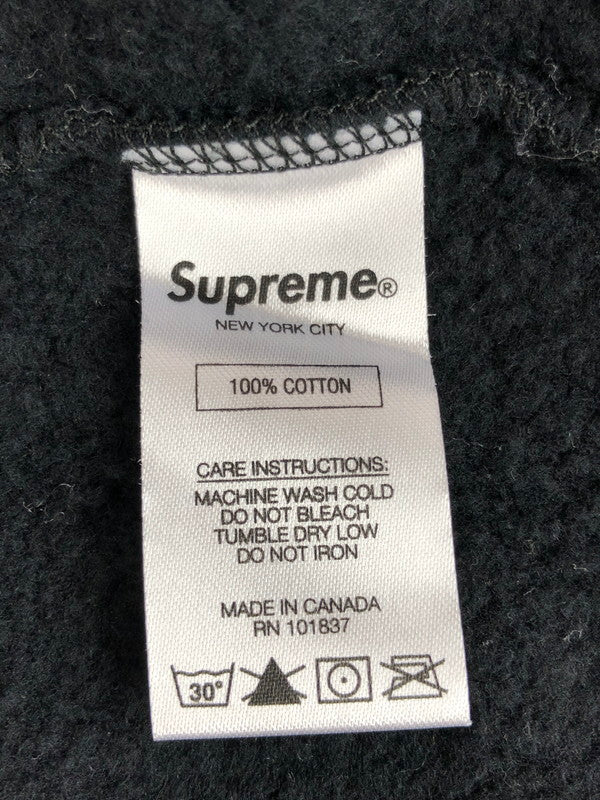 Supreme®
NEW YORK CITY
100% COTTON
CARE INSTRUCTIONS:
MACHINE WASH COLD
DO NOT BLEACH
TUMBLE DRY LOW
DO NOT IRON
MADE IN CANADA
RN 101837
30°